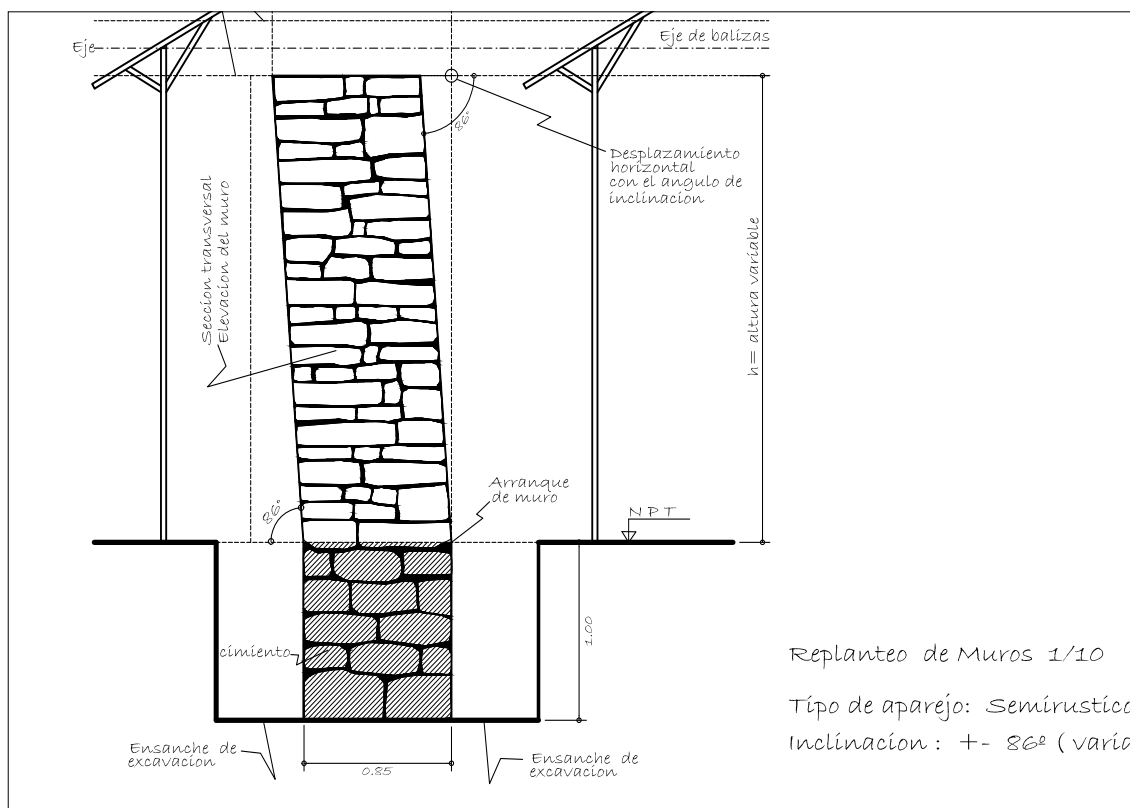 Eje
Eje de balizas
86°
Desplazamiento
horizontal
con el angulo de
inclinacion
Seccion transversal
Elevacion del muro
h= altura variable
Arranque
de muro
86°
NPT
1.00
cimiento
Replanteo de Muros 1/10
Tipo de aparejo: Semirustico
Inclinacion : +- 86º ( varia
Ensanche de
excavacion
0.85
Ensanche de
excavacion